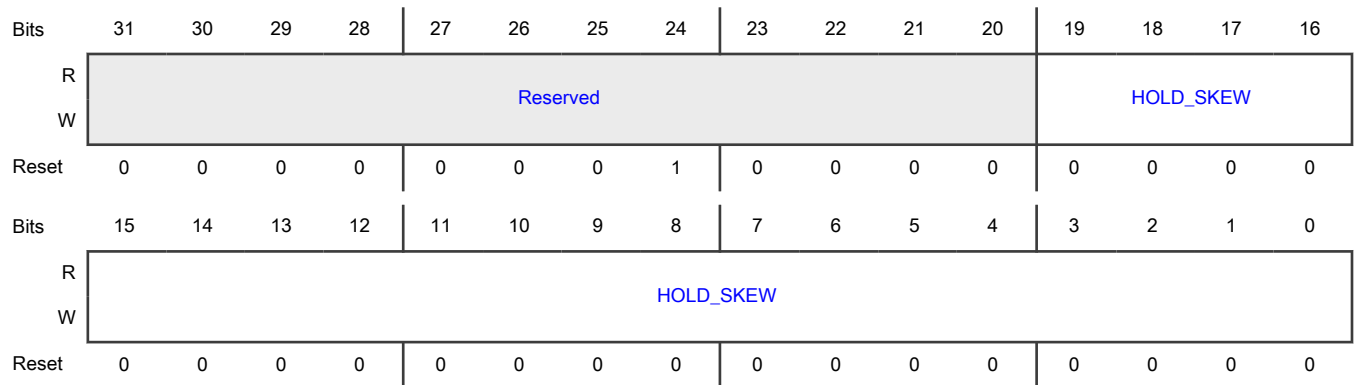 Bits 31 30 29 28 27 26 25 24 23 22 21 20 19 18 17 16
R
Reserved HOLD_SKEW
W
Reset 0 0 0 0 0 0 0 1 0 0 0 0 0 0 0 0
Bits 15 14 13 12 11 10 9 8 7 6 5 4 3 2 1 0
R
HOLD_SKEW
W
Reset 0 0 0 0 0 0 0 0 0 0 0 0 0 0 0 0